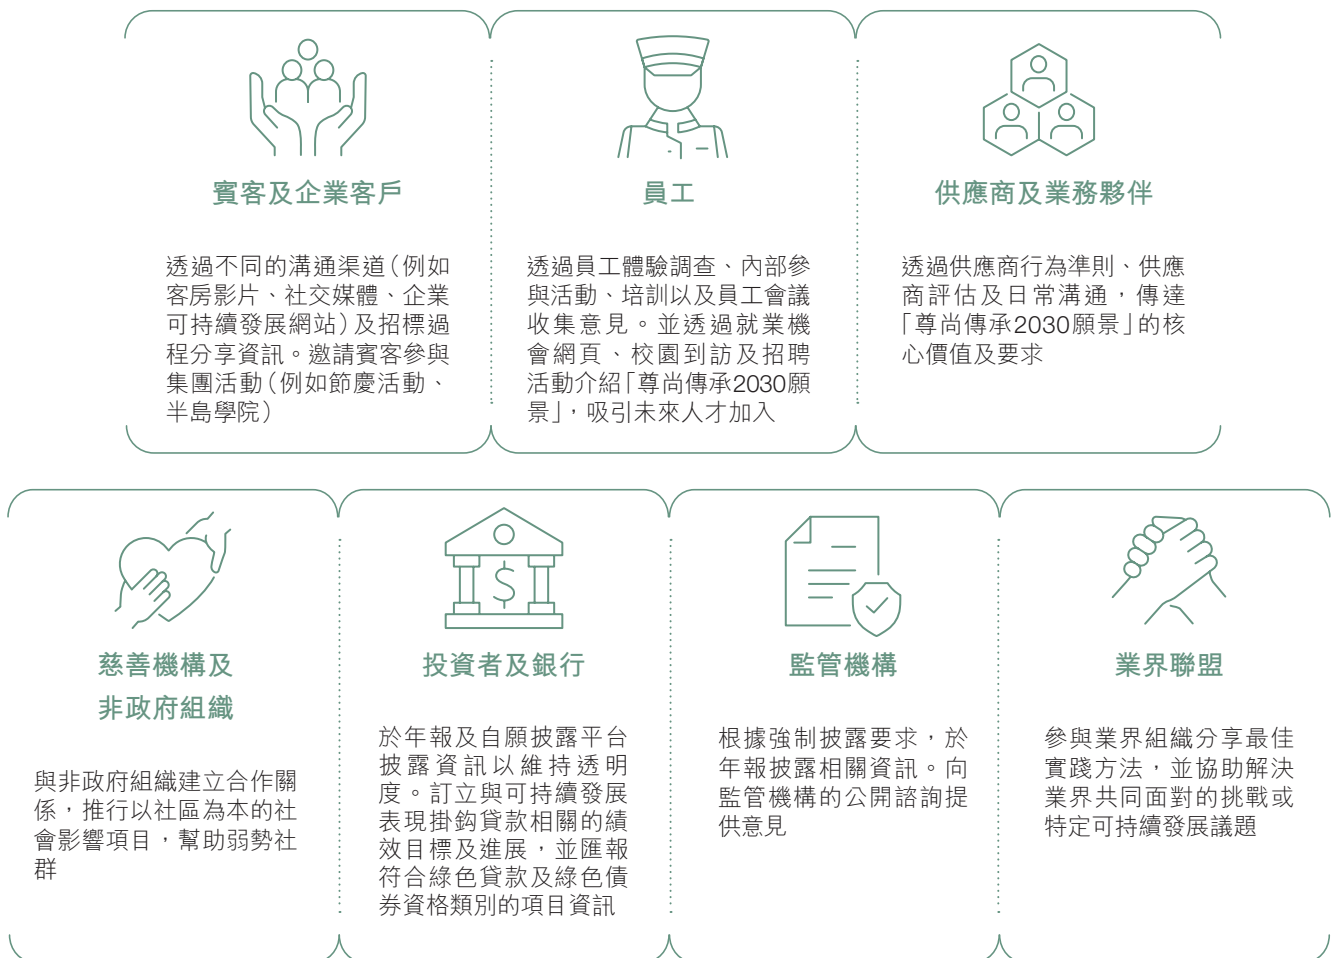 賓客及企業客戶
透過不同的溝通渠道（例如
客房影片、社交媒體、企業
可持續發展網站）及招標過
程分享資訊。邀請賓客參與
集團活動（例如節慶活動、
半島學院）
員工
透過員工體驗調查、內部參
與活動、培訓以及員工會議
收集意見。並透過就業機
會網頁、校園到訪及招聘
活動介紹「尊尚傳承2030願
景」，吸引未來人才加入
供應商及業務夥伴
透過供應商行為準則、供應
商評估及日常溝通，傳達
「尊尚傳承2030願景」的核
心價值及要求
慈善機構及
非政府組織
與非政府組織建立合作關
係，推行以社區為本的社
會影響項目，幫助弱勢社
群
投資者及銀行
於年報及自願披露平台
披露資訊以維持透明
度。訂立與可持續發展
表現掛鈎貸款相關的績
效目標及進展，並匯報
符合綠色貸款及綠色債
券資格類別的項目資訊
監管機構
根據強制披露要求，於
年報披露相關資訊。向
監管機構的公開諮詢提
供意見
業界聯盟
參與業界組織分享最佳
實踐方法，並協助解決
業界共同面對的挑戰或
特定可持續發展議題